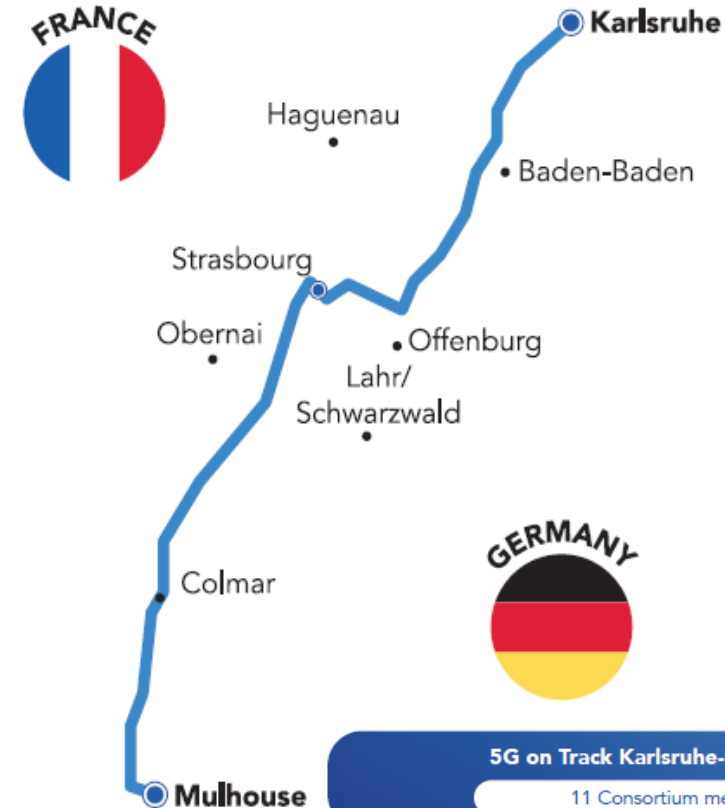 FRANCE
Karlsruhe
Haguenau
Baden-Baden
Strasbourg
Obernai
Offenburg
Lahr/
Schwarzwald
GERMANY
Colmar
5G on Track Karlsruhe-
11 Consortium
Mulhouse